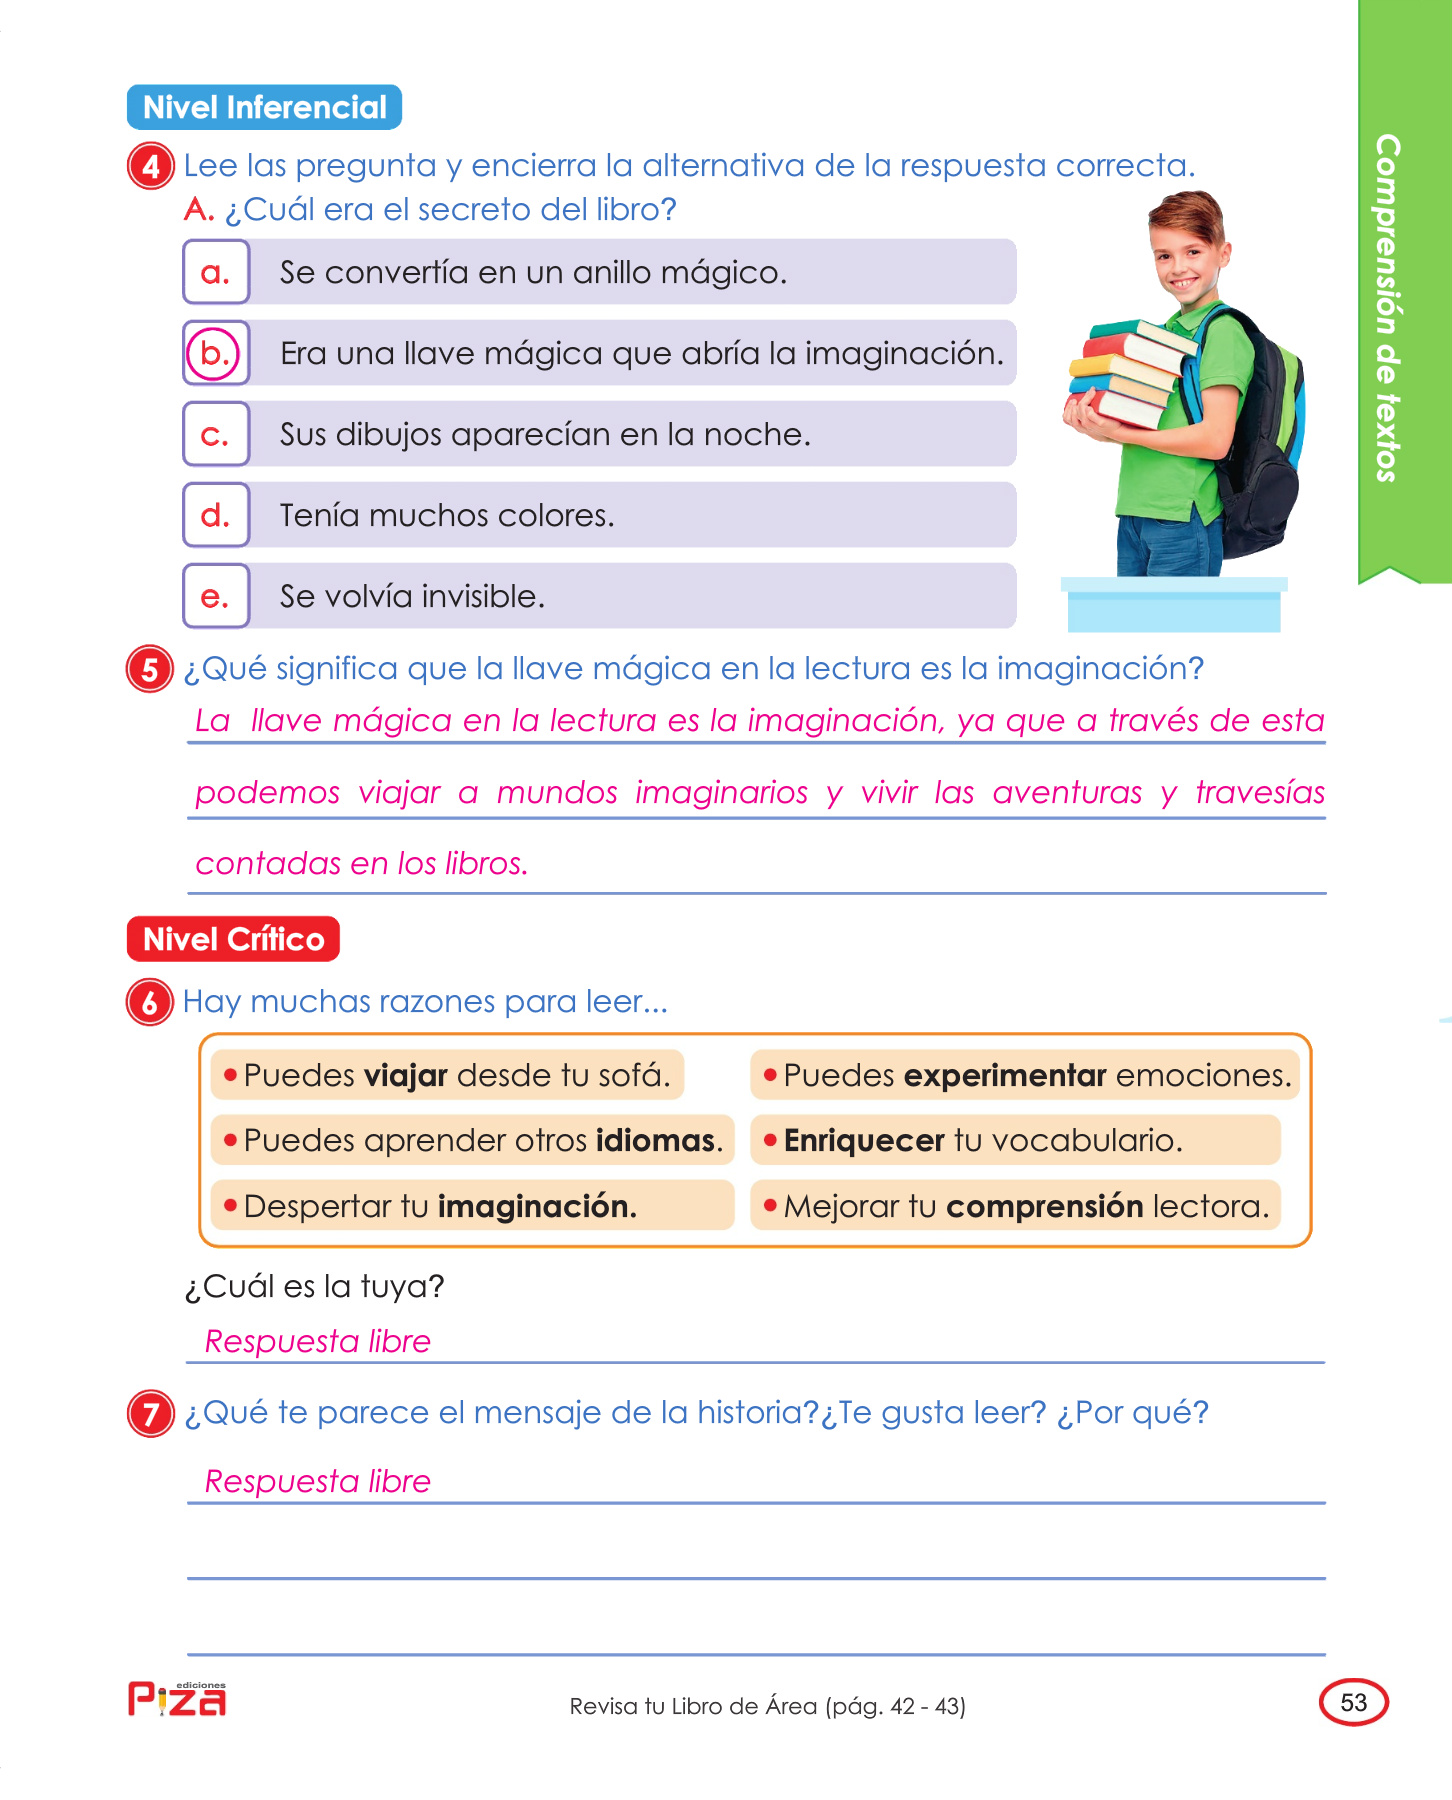 Comprensión de textos
Nivel Inferencial
4 Lee las pregunta y encierra la alternativa de la respuesta correcta.
A. ¿Cuál era el secreto del libro?
a. Se convertía en un anillo mágico.
b. Era una llave mágica que abría la imaginación.
c. Sus dibujos aparecían en la noche.
d. Tenía muchos colores.
e. Se volvía invisible.
5 ¿Qué significa que la llave mágica en la lectura es la imaginación?
La llave mágica en la lectura es la imaginación, ya que a través de esta
podemos viajar a mundos imaginarios y vivir las aventuras y travesías
contadas en los libros.
Nivel Crítico
6 Hay muchas razones para leer...
• Puedes viajar desde tu sofá.
• Puedes experimentar emociones.
• Puedes aprender otros idiomas.
• Enriquecer tu vocabulario.
• Despertar tu imaginación.
• Mejorar tu comprensión lectora.
¿Cuál es la tuya?
Respuesta libre
7 ¿Qué te parece el mensaje de la historia?¿Te gusta leer? ¿Por qué?
Respuesta libre
ediciones
Piza
Revisa tu Libro de Área (pág. 42 - 43)
53